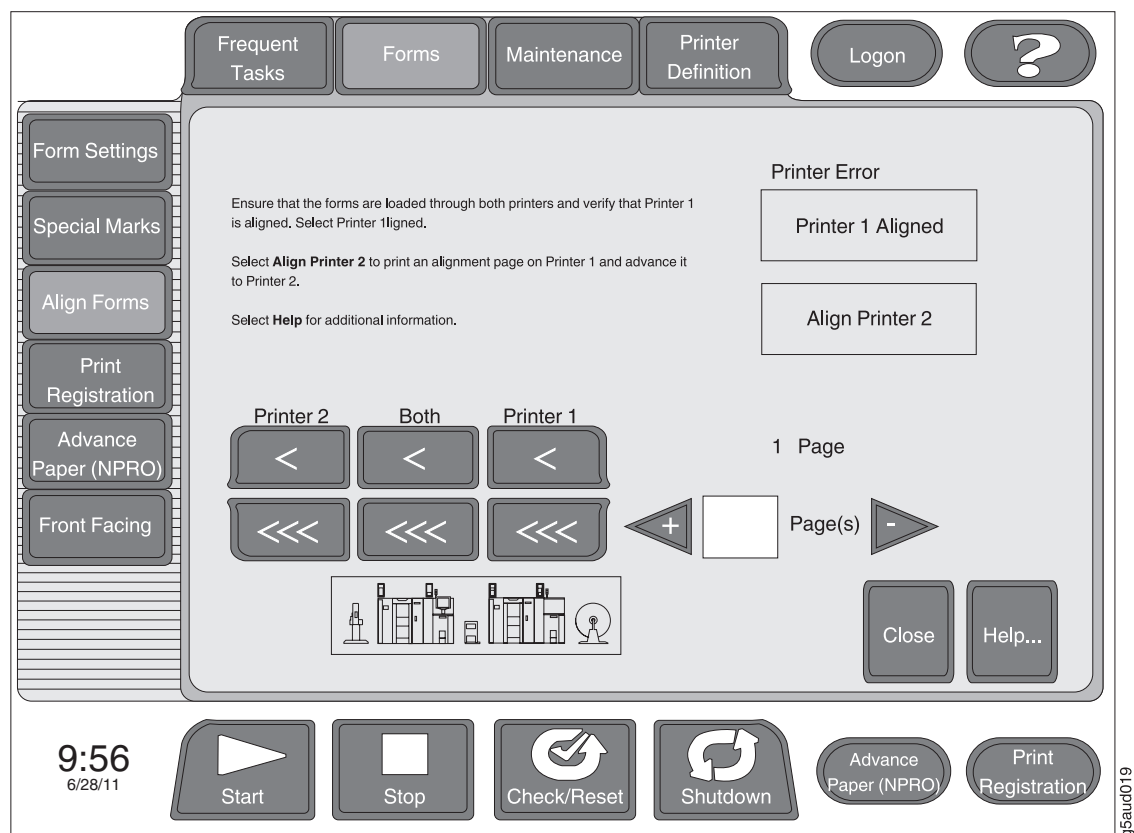 Frequent
Tasks
Forms
Maintenance
Printer
Definition
Logon
?
Form Settings
Special Marks
Align Forms
Print
Registration
Advance
Paper (NPRO)
Front Facing
Ensure that the forms are loaded through both printers and verify that Printer 1
is aligned. Select Printer 1ligned.
Select Align Printer 2 to print an alignment page on Printer 1 and advance it
to Printer 2.
Select Help for additional information.
Printer Error
Printer 1 Aligned
Align Printer 2
Printer 2 Both Printer 1
< < <
<<< <<< <<<
1 Page
+ Page(s) -
Close
Help...
9:56
6/28/11
Start
Stop
Check/Reset
Shutdown
Advance
Paper (NPRO)
Print
Registration